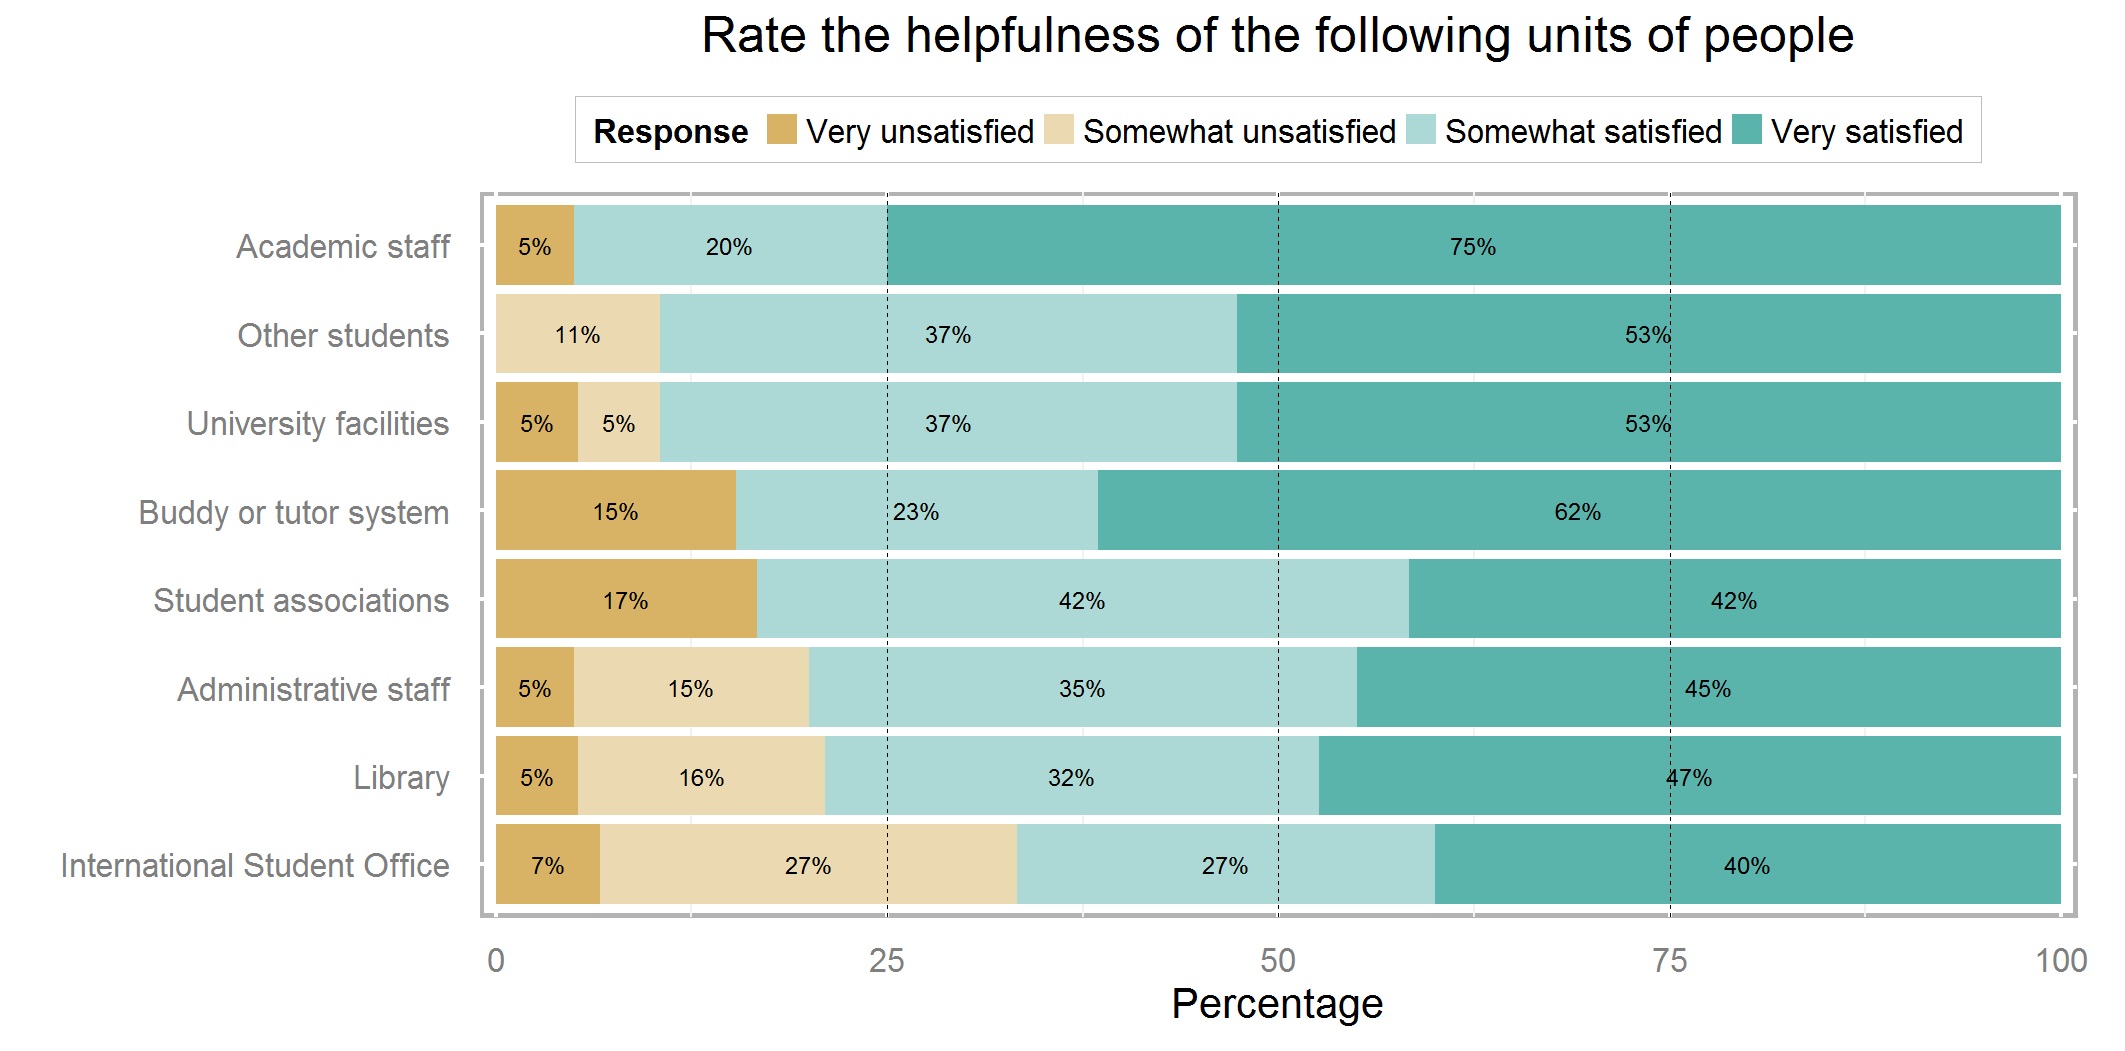 Rate the helpfulness of the following units of people
Response Very unsatisfied Somewhat unsatisfied Somewhat satisfied Very satisfied
Academic staff 5% 20% 75%
Other students 11% 37% 53%
University facilities 5% 5% 37% 53%
Buddy or tutor system 15% 23% 62%
Student associations 17% 42% 42%
Administrative staff 5% 15% 35% 45%
Library 5% 16% 32% 47%
International Student Office 7% 27% 27% 40%
0 25 50 75 100
Percentage